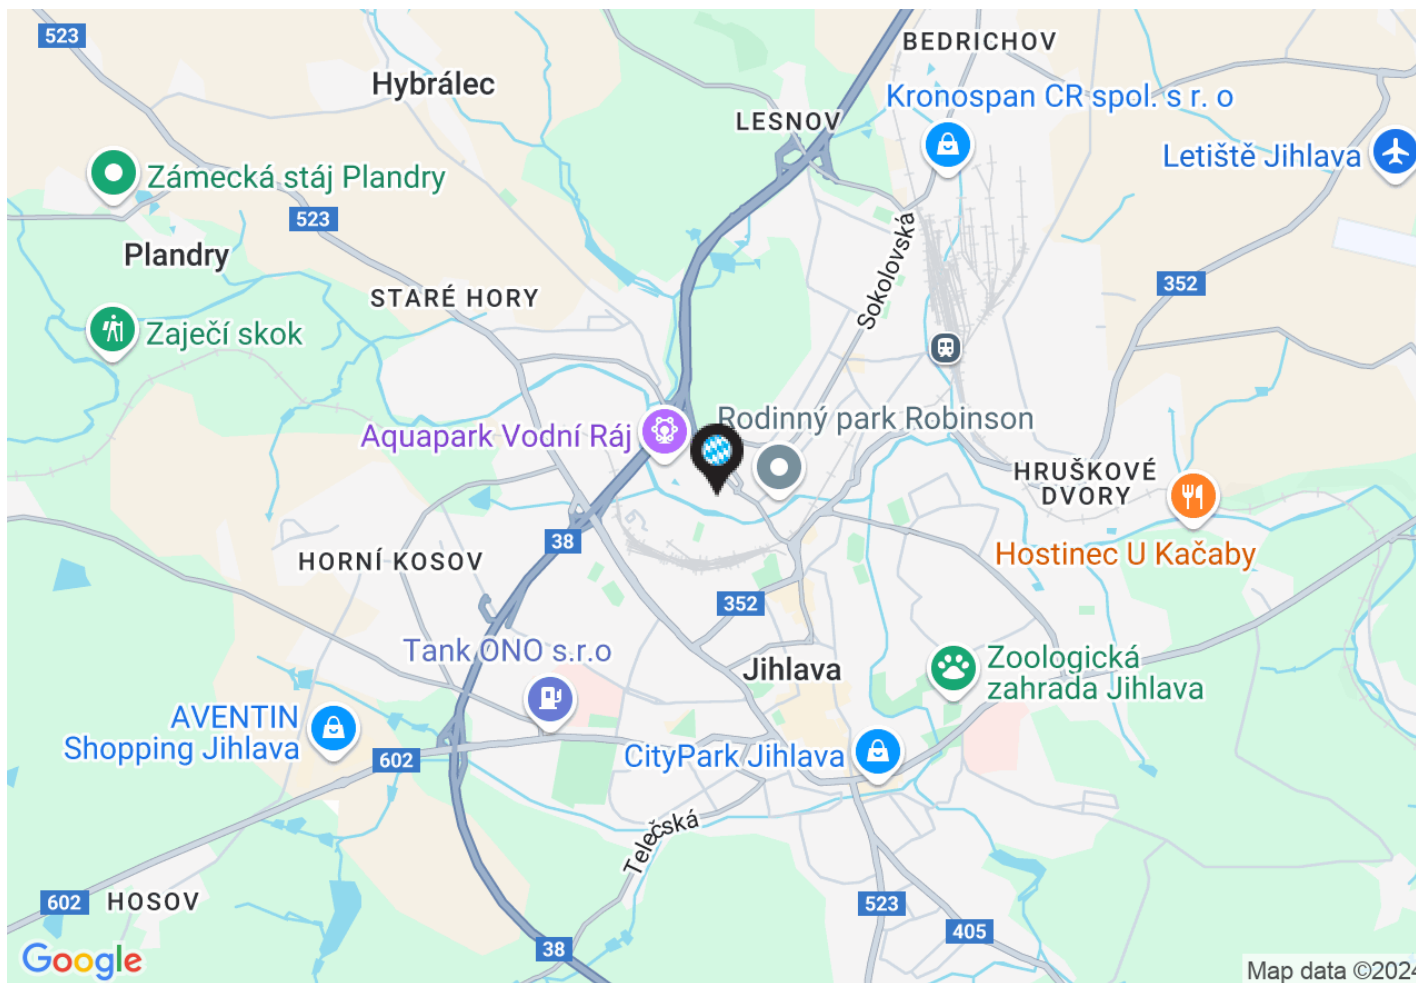 523
BEDRICHOV
Hybrálec
Kronospan CR spol. s r. o
LESNOV
Letiště Jihlava
Zámecká stáj Plandry
523
Plandry
Sokolovská
352
STARÉ HORY
Zaječí skok
Rodinný park Robinson
Aquapark Vodní Ráj
HRUŠKOVÉ
DVORY
38
Hostinec U Kačaby
HORNÍ KOSOV
352
Tank ONO s.r.o
Jihlava
Zoologická
zahrada Jihlava
AVENTIN
Shopping Jihlava
CityPark Jihlava
602
Telečská
602
HOSOV
523
405
38
Google
Map data ©2024